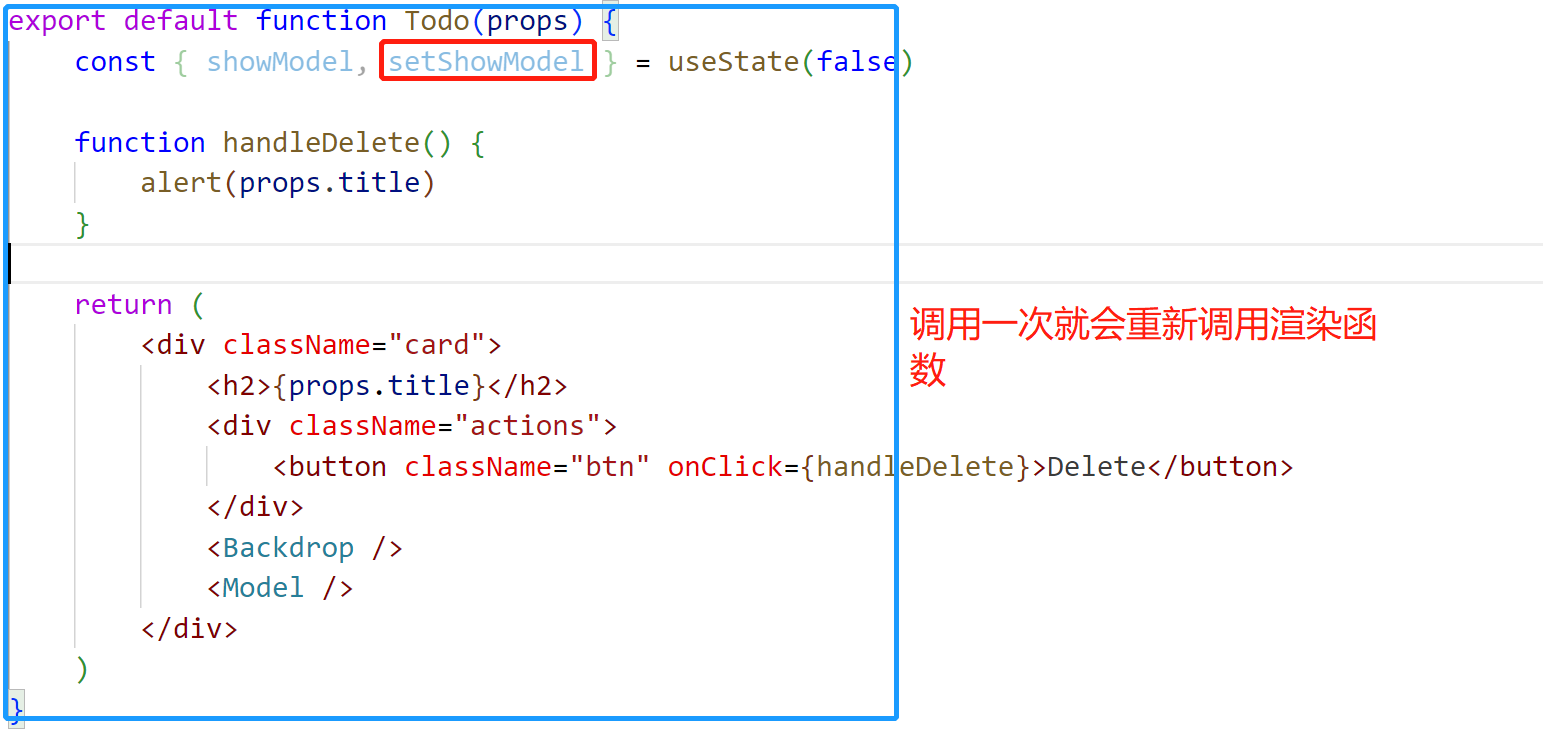 export default function Todo(props) {
    const { showModel, setShowModel } = useState(false)
    function handleDelete() {
        alert(props.title)
    }
    return (
        <div className="card">
            <h2>{props.title}</h2>
            <div className="actions">
                <button className="btn" onClick={handleDelete}>Delete</button>
            </div>
            <Backdrop />
            <Model />
        </div>
    )
}
调用一次就会重新调用渲染函
数